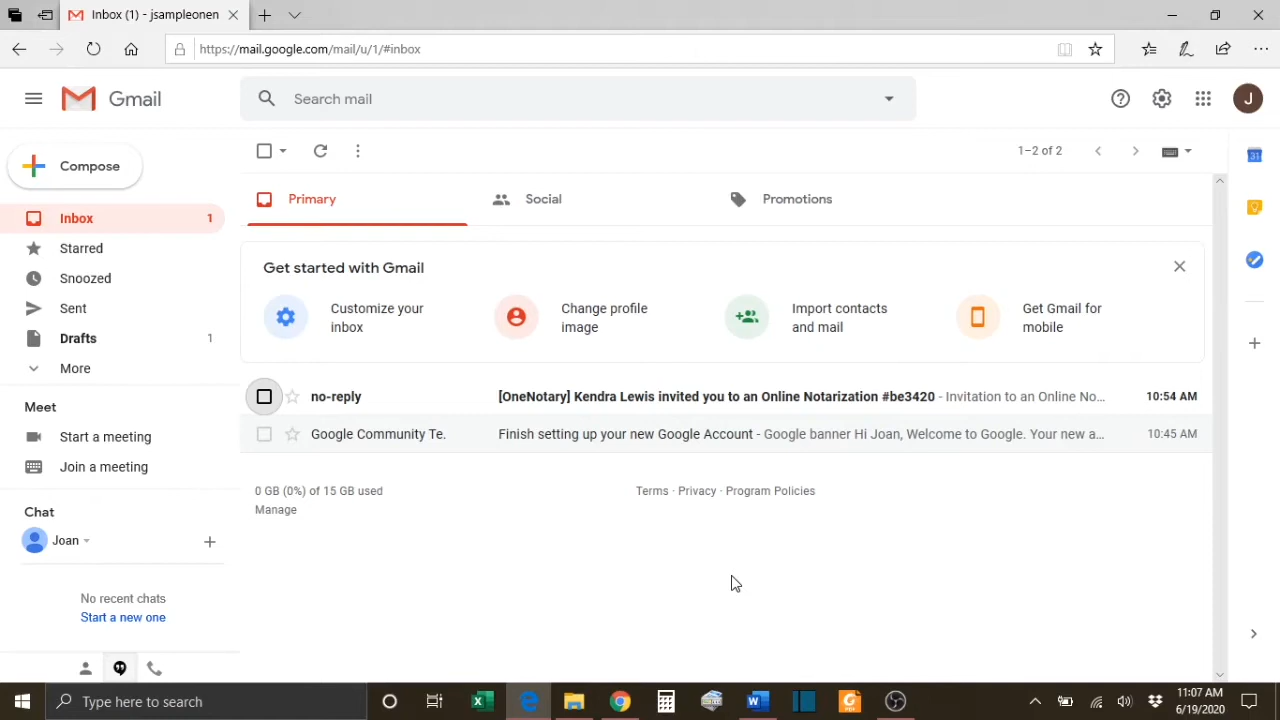 Inbox (1) - jsampleonen
https://mail.google.com/mail/u/1/#inbox
Gmail
Search mail
J
Compose
1–2 of 2
31
Inbox 1
Starred
Snoozed
Sent
Drafts 1
More
Primary
Social
Promotions
Get started with Gmail
Customize your
inbox
Change profile
image
Import contacts
and mail
Get Gmail for
mobile
no-reply [OneNotary] Kendra Lewis invited you to an Online Notarization #be3420 - Invitation to an Online No... 10:54 AM
Google Community Te. Finish setting up your new Google Account - Google banner Hi Joan, Welcome to Google. Your new a... 10:45 AM
0 GB (0%) of 15 GB used
Manage
Terms · Privacy · Program Policies
Meet
Start a meeting
Join a meeting
Chat
Joan
No recent chats
Start a new one
Type here to search
11:07 AM
6/19/2020